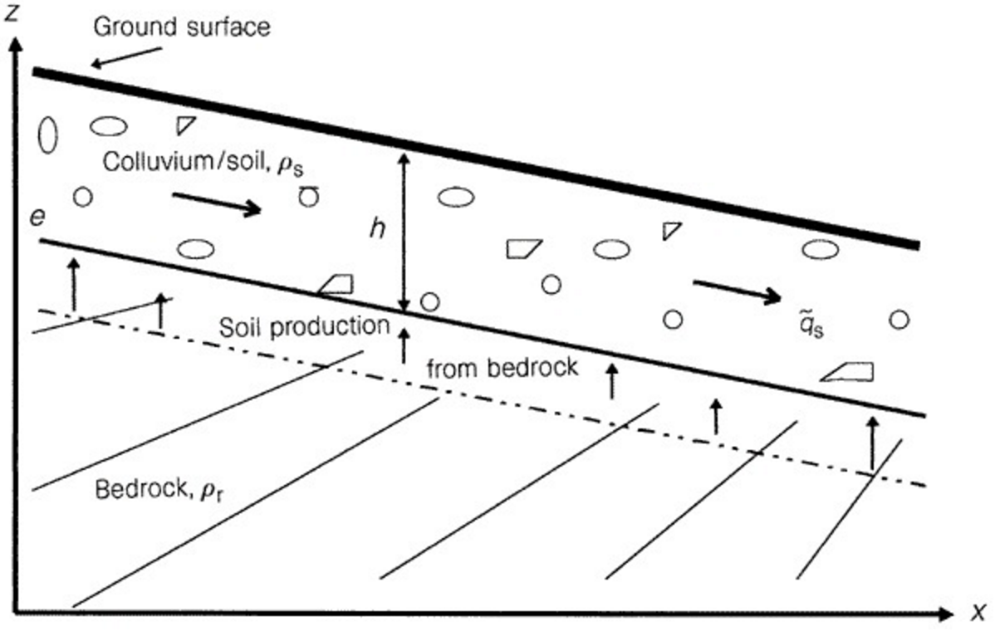 z
Ground surface
Colluvium/soil, ρs
e
h
Soil production
q̃s
from bedrock
Bedrock, ρr
x